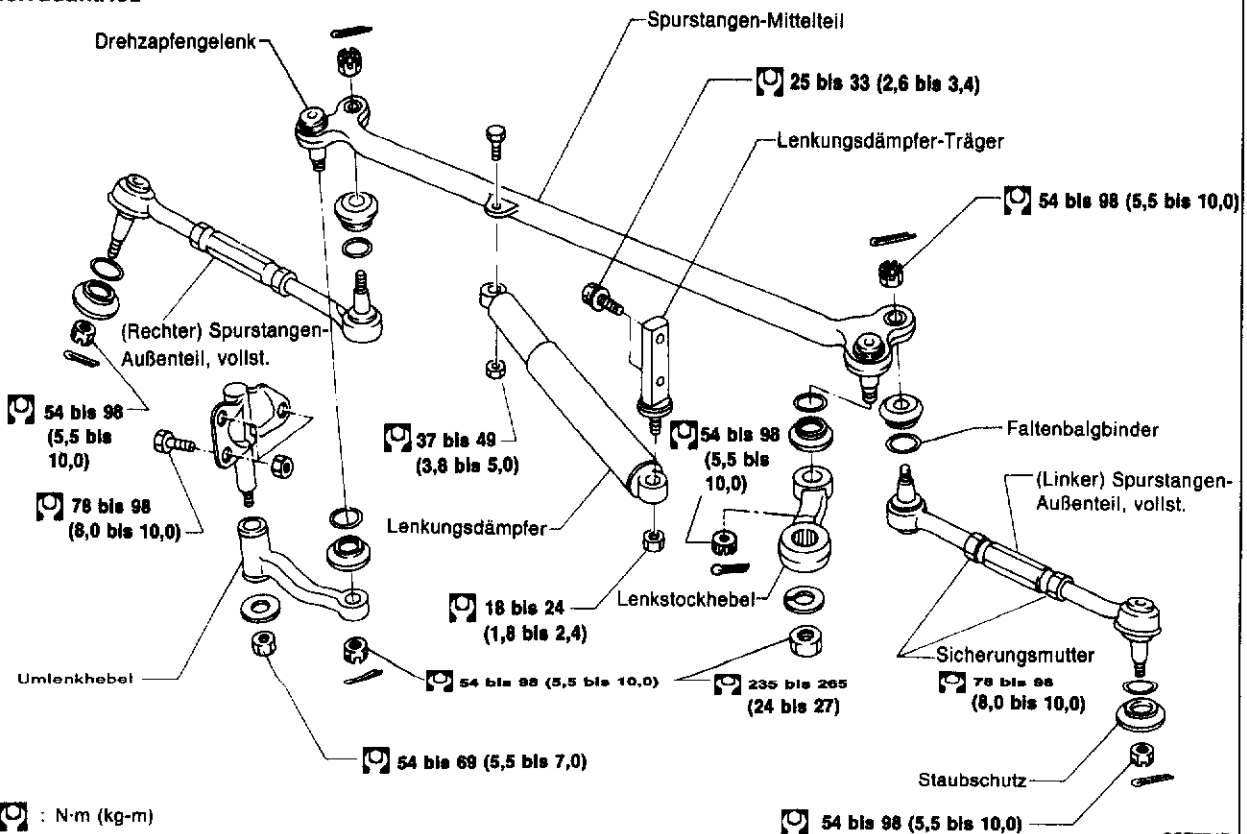 Spurstangen-Mittelteil
Drehzapfengelenk
25 bis 33 (2,6 bis 3,4)
Lenkungsdämpfer-Träger
54 bis 98 (5,5 bis 10,0)
(Rechter) Spurstangen-
Außenteil, vollst.
54 bis 98
(5,5 bis
10,0)
37 bis 49
(3,8 bis 5,0)
54 bis 98
(5,5 bis
10,0)
Faltenbalgbinder
(Linker) Spurstangen-
Außenteil, vollst.
78 bis 98
(8,0 bis 10,0)
Lenkungsdämpfer
18 bis 24
(1,8 bis 2,4)
Lenkstockhebel
Sicherungsmutter
78 bis 98
(8,0 bis 10,0)
Umlenkhebel
54 bis 98 (5,5 bis 10,0)
235 bis 265
(24 bis 27)
54 bis 69 (5,5 bis 7,0)
Staubschutz
: N·m (kg-m)
54 bis 98 (5,5 bis 10,0)